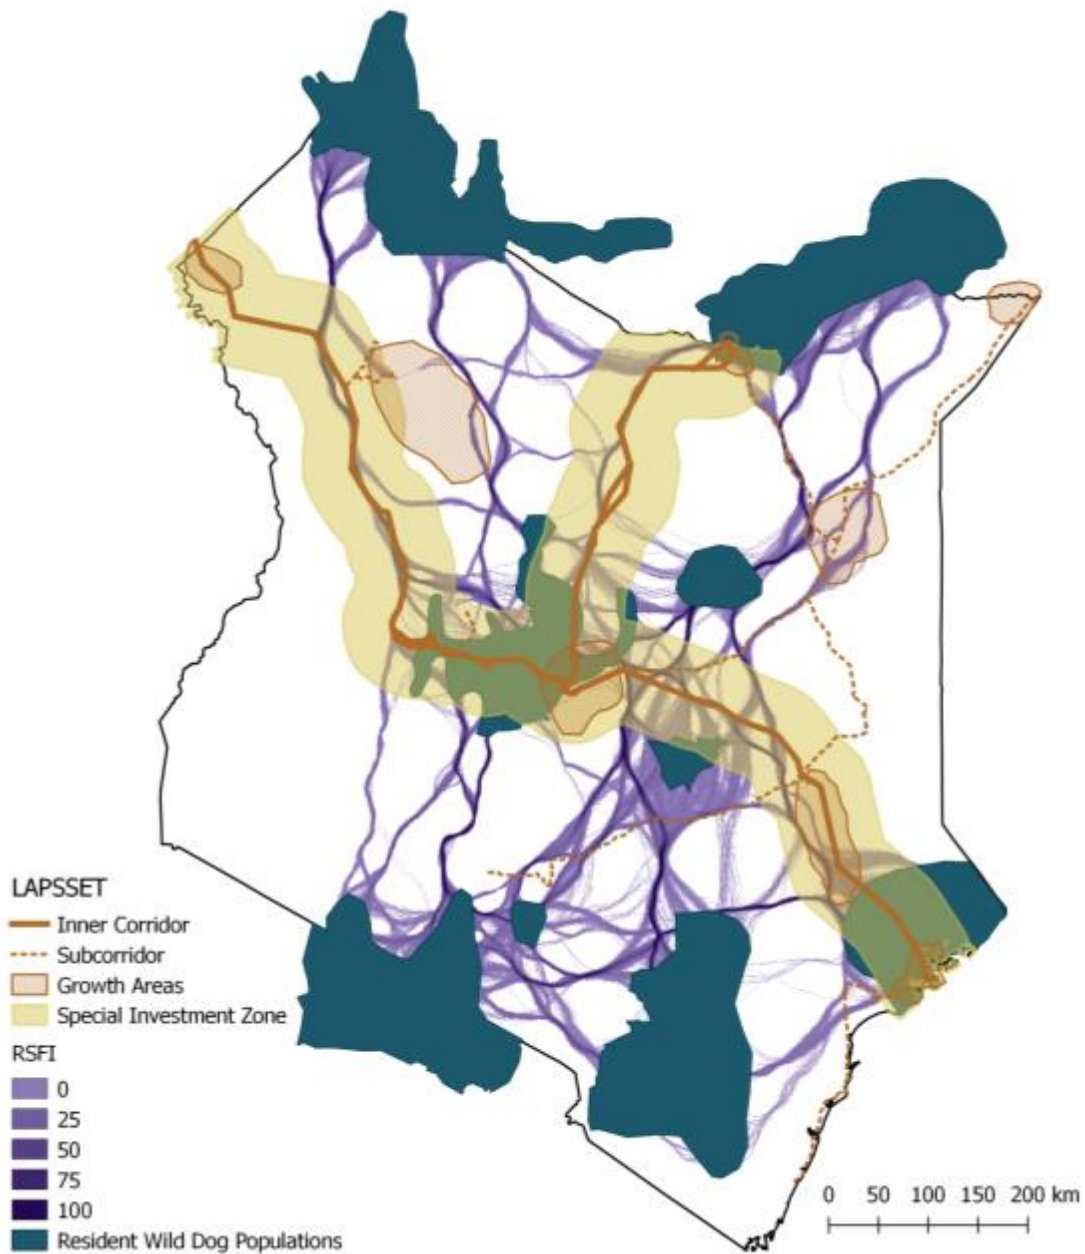 LAPSSET
Inner Corridor
Subcorridor
Growth Areas
Special Investment Zone
RSFI
0
25
50
75
100
Resident Wild Dog Populations
0 50 100 150 200 km